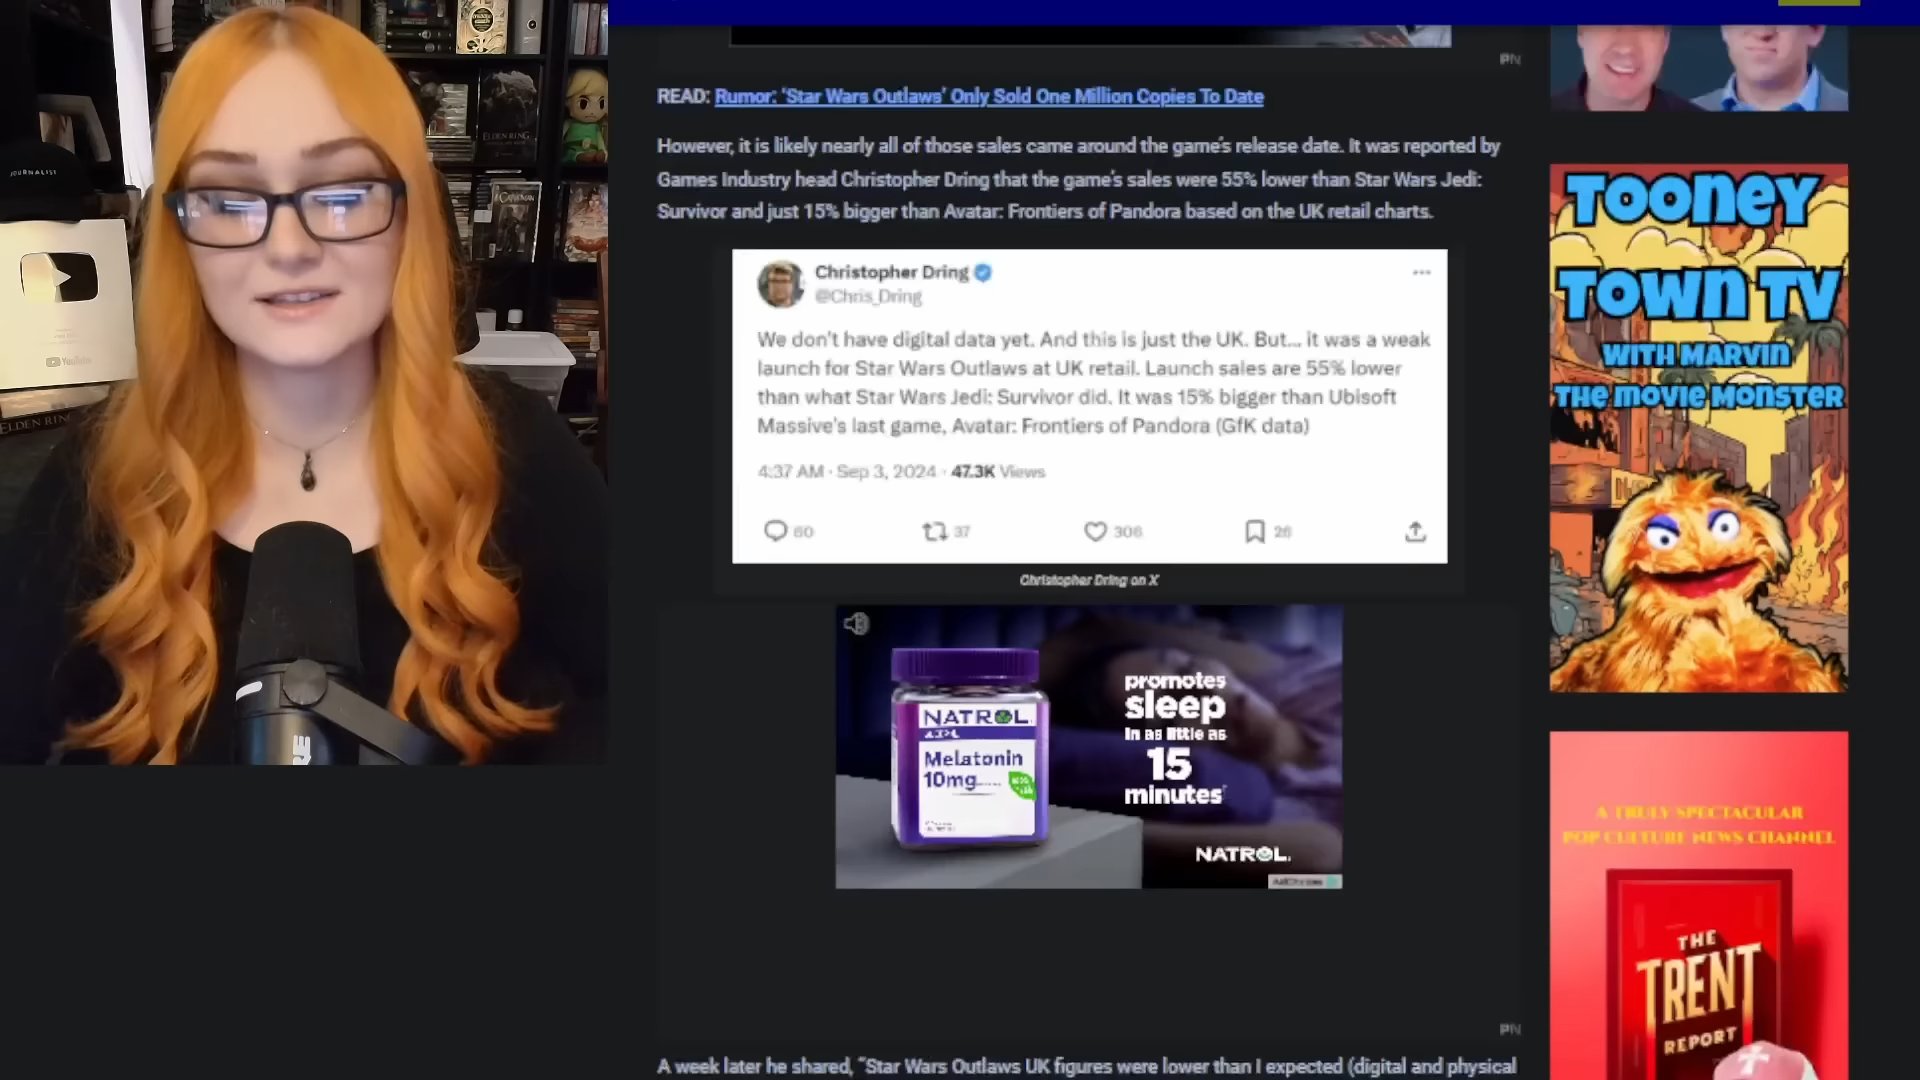 JOURNALIST
YouTube
ELDEN RING
ELDEN RING
PN
READ: Rumor: 'Star Wars Outlaws' Only Sold One Million Copies To Date
However, it is likely nearly all of those sales came around the game's release date. It was reported by
Games Industry head Christopher Dring that the game's sales were 55% lower than Star Wars Jedi:
Survivor and just 15% bigger than Avatar: Frontiers of Pandora based on the UK retail charts.
Christopher Dring
@Chris_Dring
We don't have digital data yet. And this is just the UK. But... it was a weak
launch for Star Wars Outlaws at UK retail. Launch sales are 55% lower
than what Star Wars Jedi: Survivor did. It was 15% bigger than Ubisoft
Massive's last game, Avatar: Frontiers of Pandora (GfK data)
4:37 AM · Sep 3, 2024 · 47.3K Views
60 37 306 26
Christopher Dring on X
NATROL
Melatonin
10mg
promotes
sleep
in as little as
15
minutes
NATROL.
PN
A week later he shared, "Star Wars Outlaws UK figures were lower than I expected (digital and physical
TOONEY
TOWN TV
WITH MARVIN
THE MOVIE MONSTER
A TRULY SPECTACULAR
POP CULTURE NEWS CHANNEL
THE
TRENT
REPORT